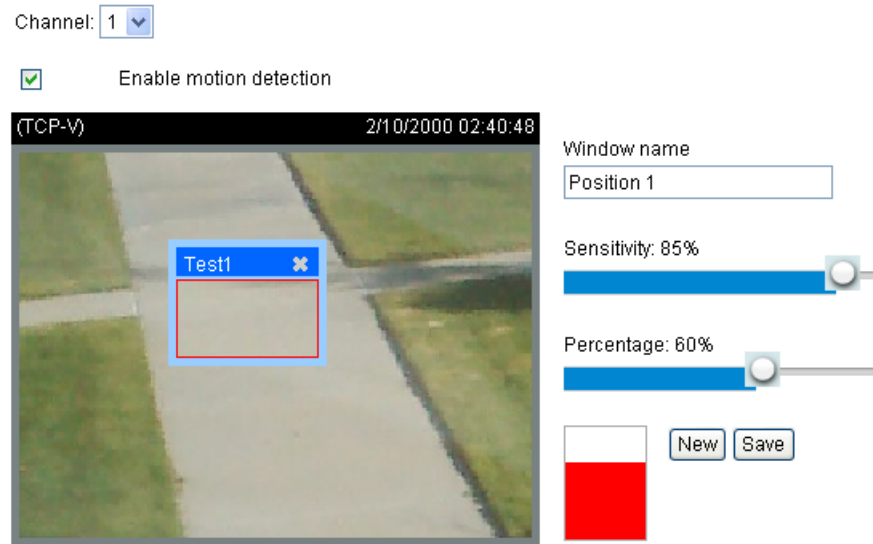 Channel: 1
Enable motion detection
(TCP-V) 2/10/2000 02:40:48
Window name
Position 1
Test1
Sensitivity: 85%
Percentage: 60%
New Save